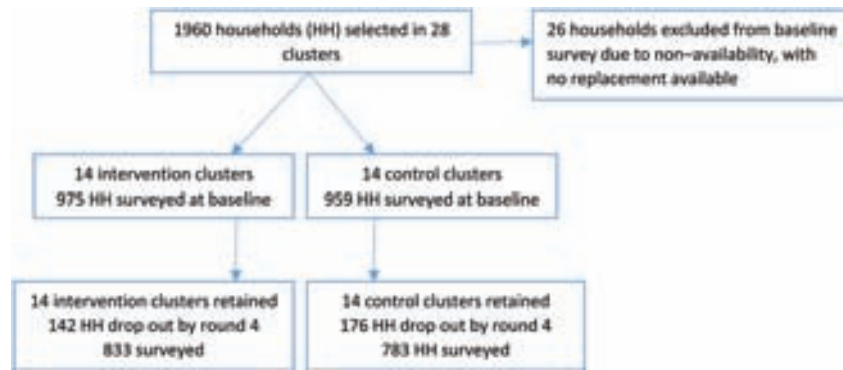 1960 households (HH) selected in 28
clusters
26 households excluded from baseline
survey due to non–availability, with
no replacement available
14 intervention clusters
975 HH surveyed at baseline
14 control clusters
959 HH surveyed at baseline
14 intervention clusters retained
142 HH drop out by round 4
833 surveyed
14 control clusters retained
176 HH drop out by round 4
783 HH surveyed